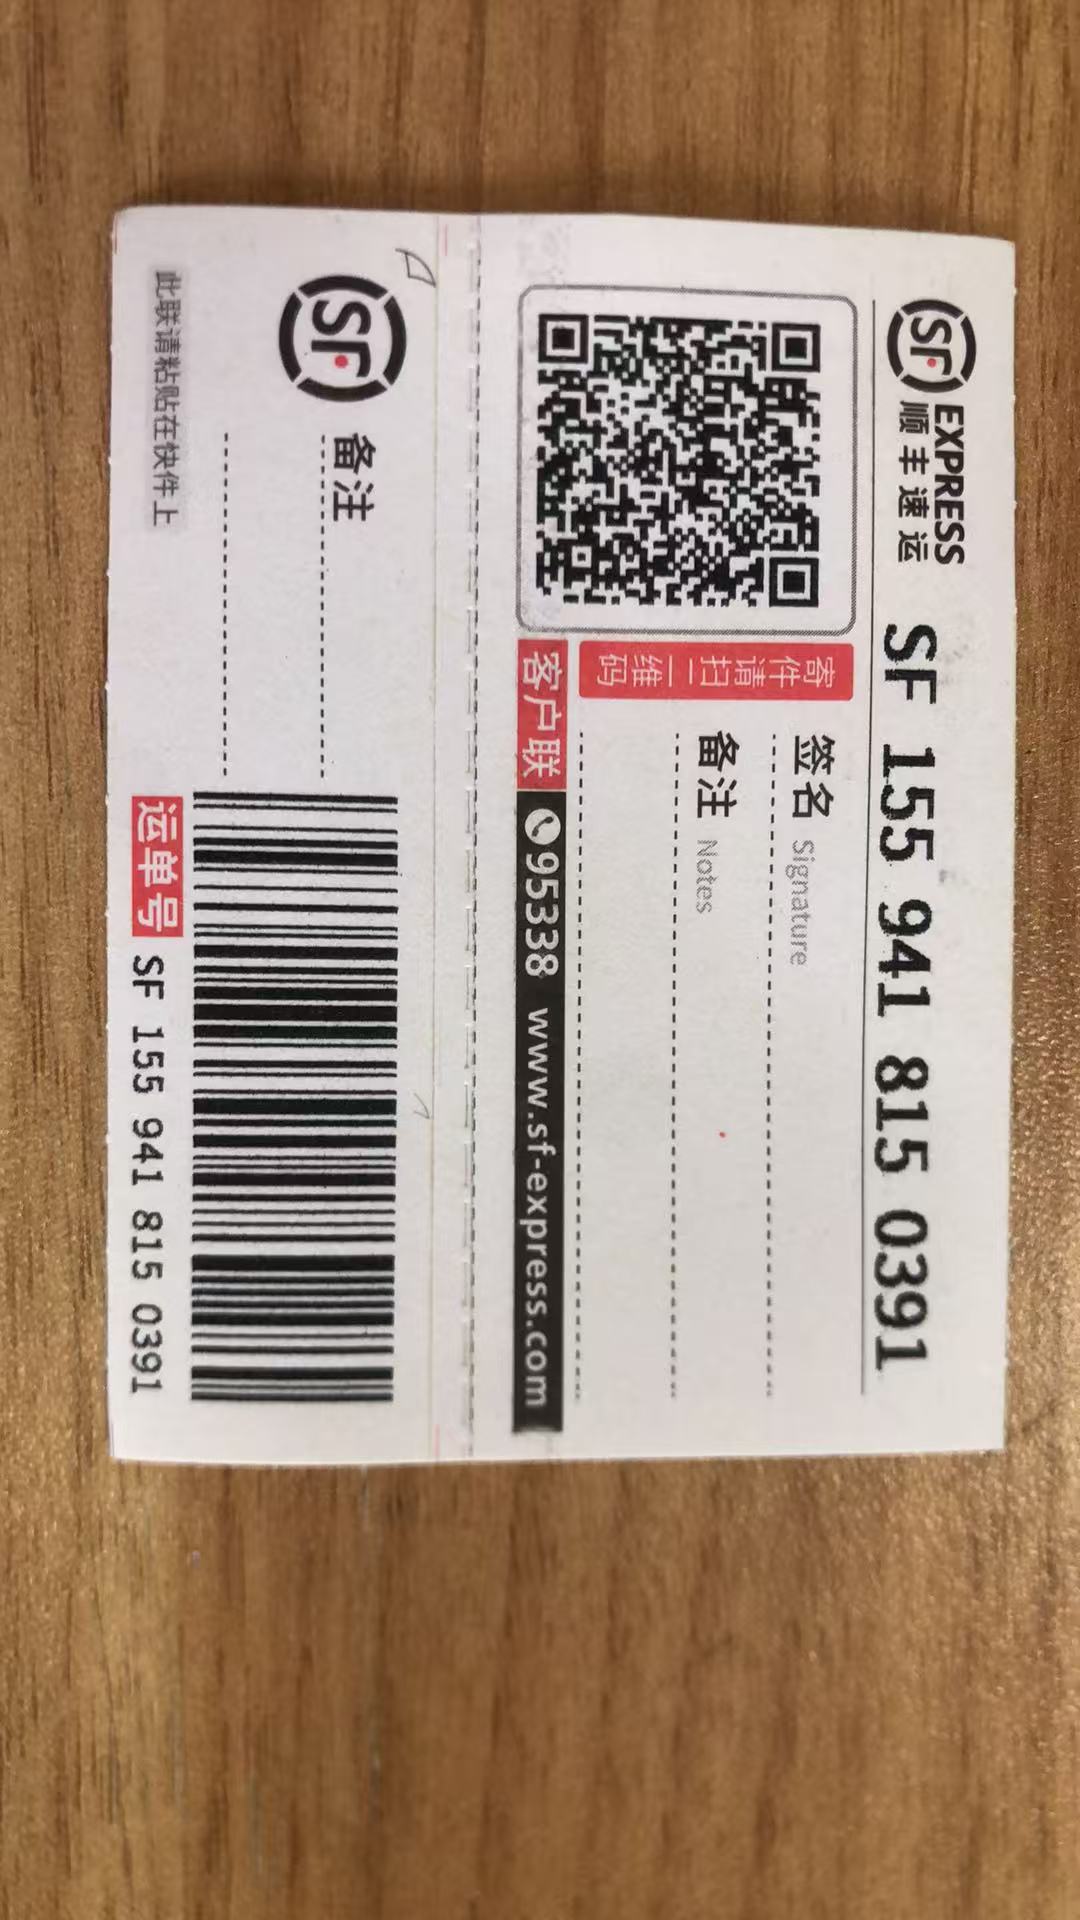 SF EXPRESS
顺丰速运
SF 155 941 815 0391
签名 Signature
备注 Notes
寄件请扫二维码
客户联 95338 www.sf-express.com
SF
备注
此联请粘贴在快件上
运单号 SF 155 941 815 0391